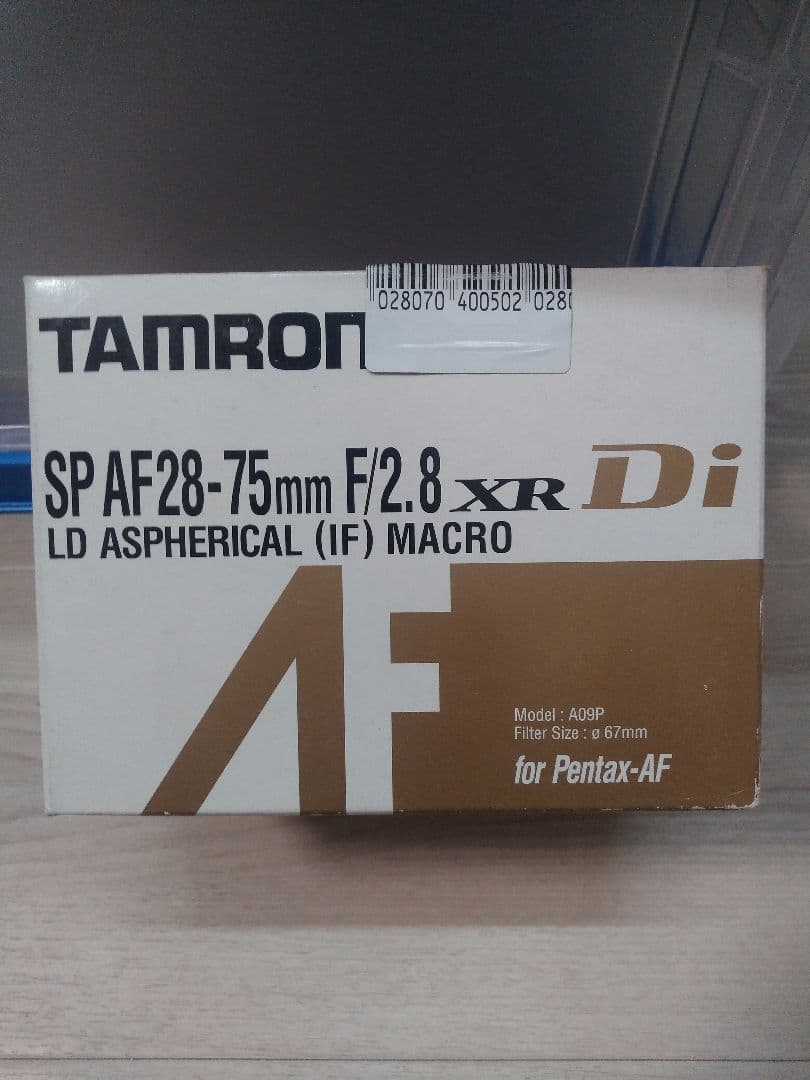 028070 400502 028
TAMRON
SP AF28-75mm F/2.8 XR Di
LD ASPHERICAL (IF) MACRO
AF
Model : A09P
Filter Size : ø 67mm
for Pentax-AF